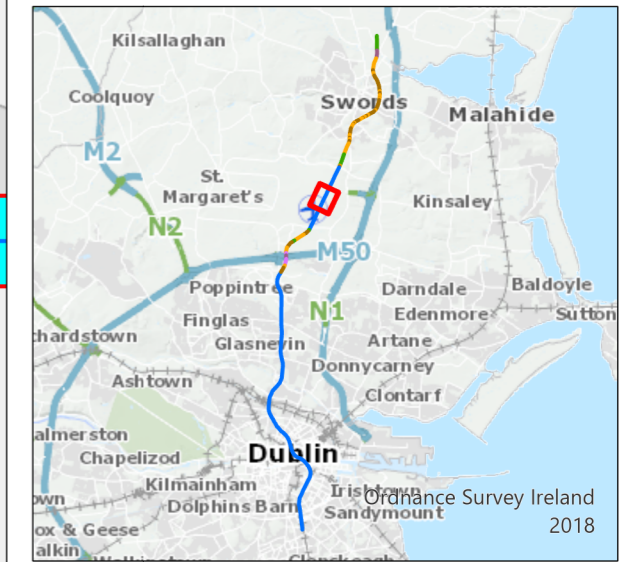 Kilsallaghan
Coolquoy
Swords
Malahide
M2
St.
Margaret's
Kinsaley
N2
M50
Poppintree
Darndale
Baldoyle
N1
Edenmore
Sutton
Finglas
chardstown
Glasnevin
Artane
Donnycarney
Ashtown
Clontarf
almerston
Dublin
Chapelizod
Kilmainham
Irishtown
Ordnance Survey Ireland
own
Dolphins Barn
Sandymount
2018
ox & Geese
alkin
Walkinstown
Clonskeagh